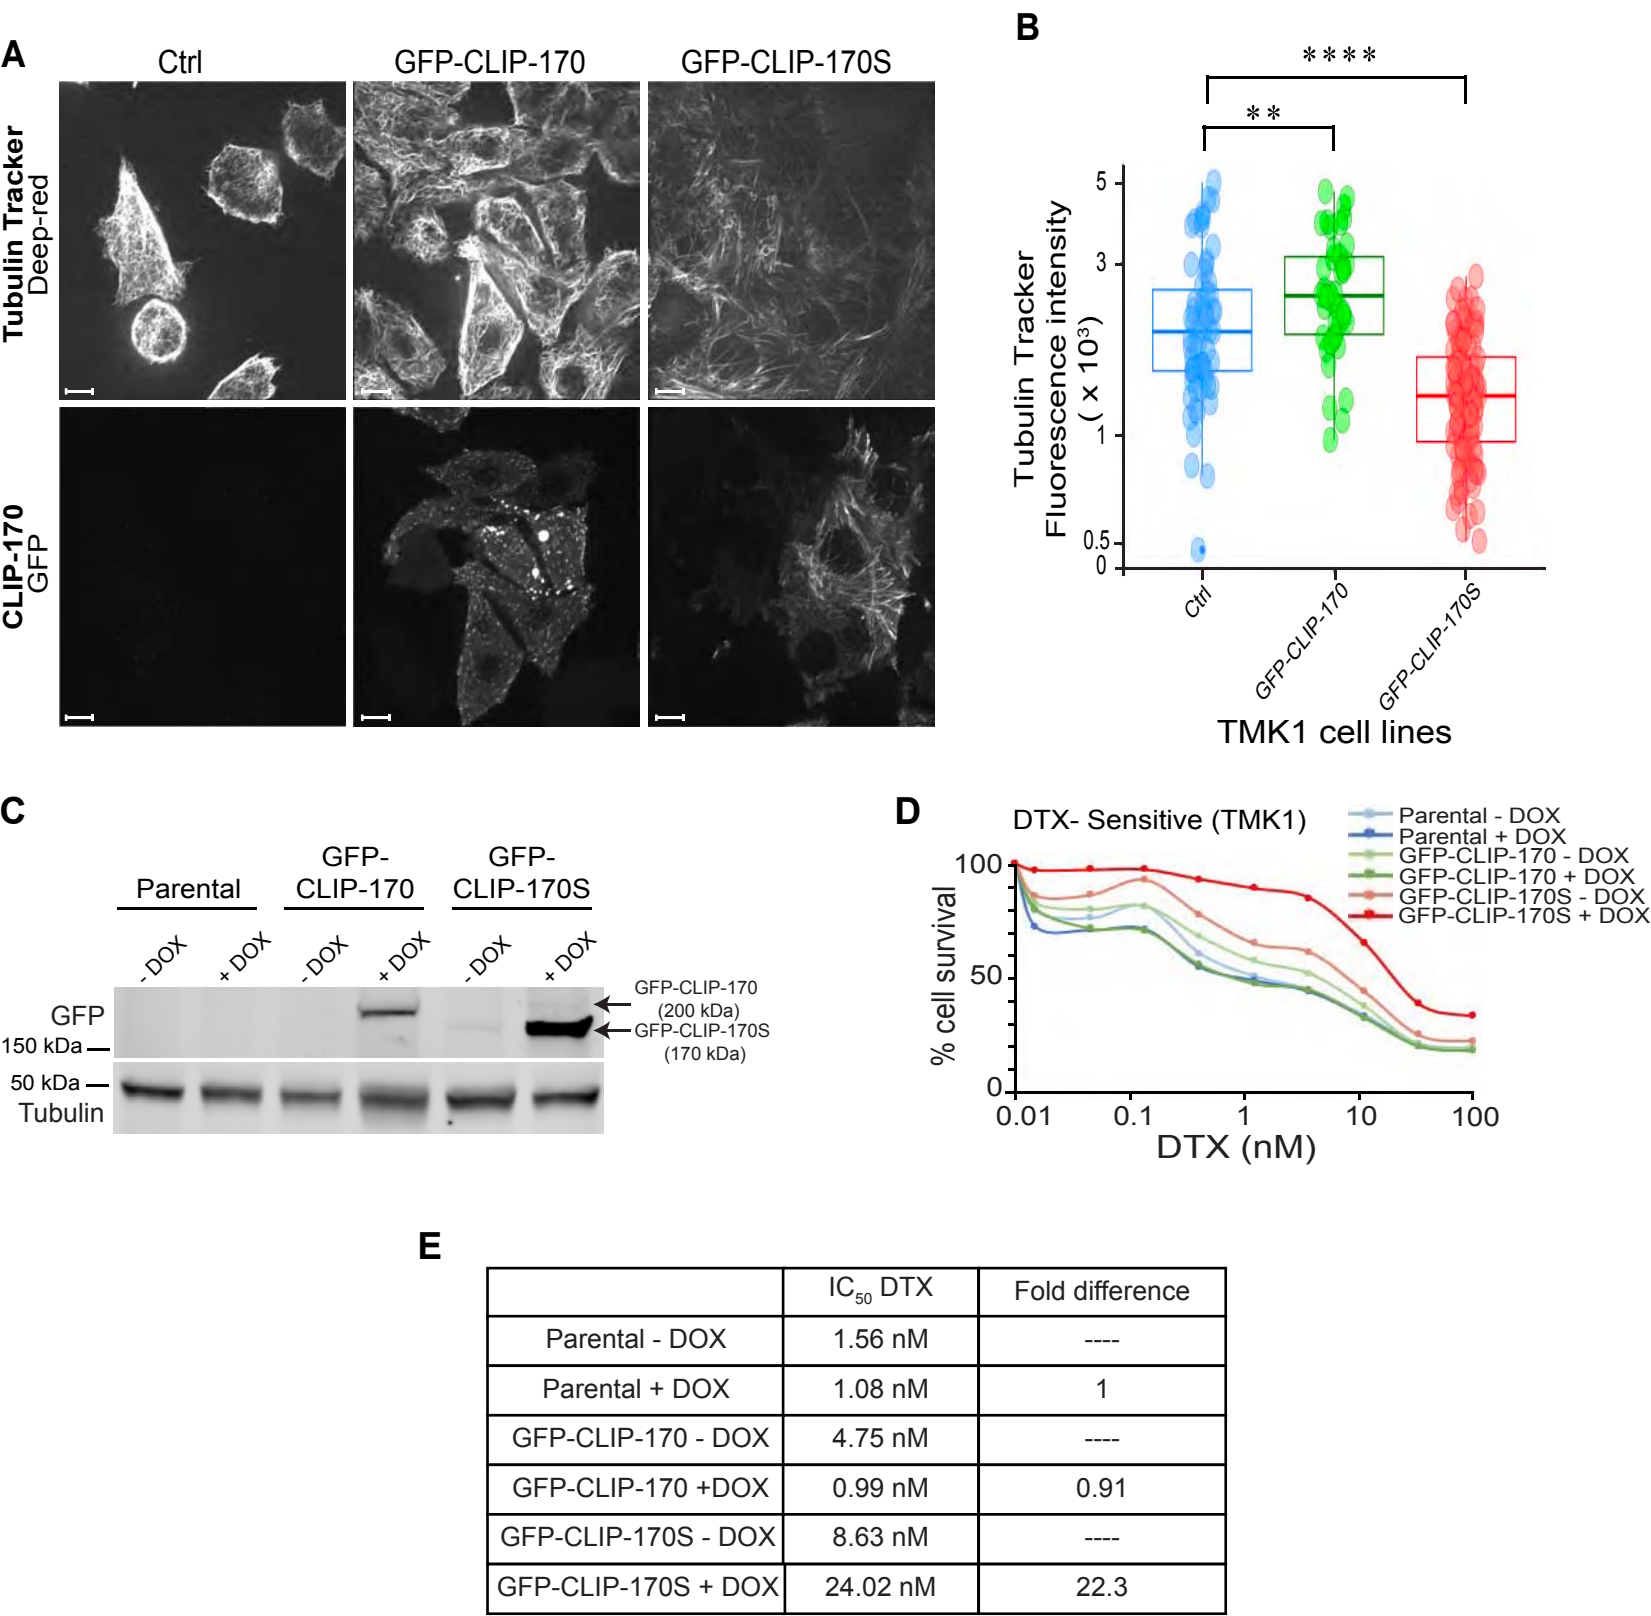 A
Ctrl
GFP-CLIP-170
GFP-CLIP-170S
Tubulin Tracker
Deep-red
CLIP-170
GFP
B
****
**
Tubulin Tracker
Fluorescence intensity
( x 10³)
5
3
1
0.5
0
Ctrl
GFP-CLIP-170
GFP-CLIP-170S
TMK1 cell lines
C
Parental
GFP-
CLIP-170
GFP-
CLIP-170S
- DOX
+ DOX
- DOX
+ DOX
- DOX
+ DOX
GFP
150 kDa
50 kDa
Tubulin
GFP-CLIP-170
(200 kDa)
GFP-CLIP-170S
(170 kDa)
D
DTX- Sensitive (TMK1)
Parental - DOX
Parental + DOX
GFP-CLIP-170 - DOX
GFP-CLIP-170 + DOX
GFP-CLIP-170S - DOX
GFP-CLIP-170S + DOX
% cell survival
100
50
0
0.01 0.1 1 10 100
DTX (nM)
E
IC50 DTX Fold difference
Parental - DOX 1.56 nM ----
Parental + DOX 1.08 nM 1
GFP-CLIP-170 - DOX 4.75 nM ----
GFP-CLIP-170 +DOX 0.99 nM 0.91
GFP-CLIP-170S - DOX 8.63 nM ----
GFP-CLIP-170S + DOX 24.02 nM 22.3